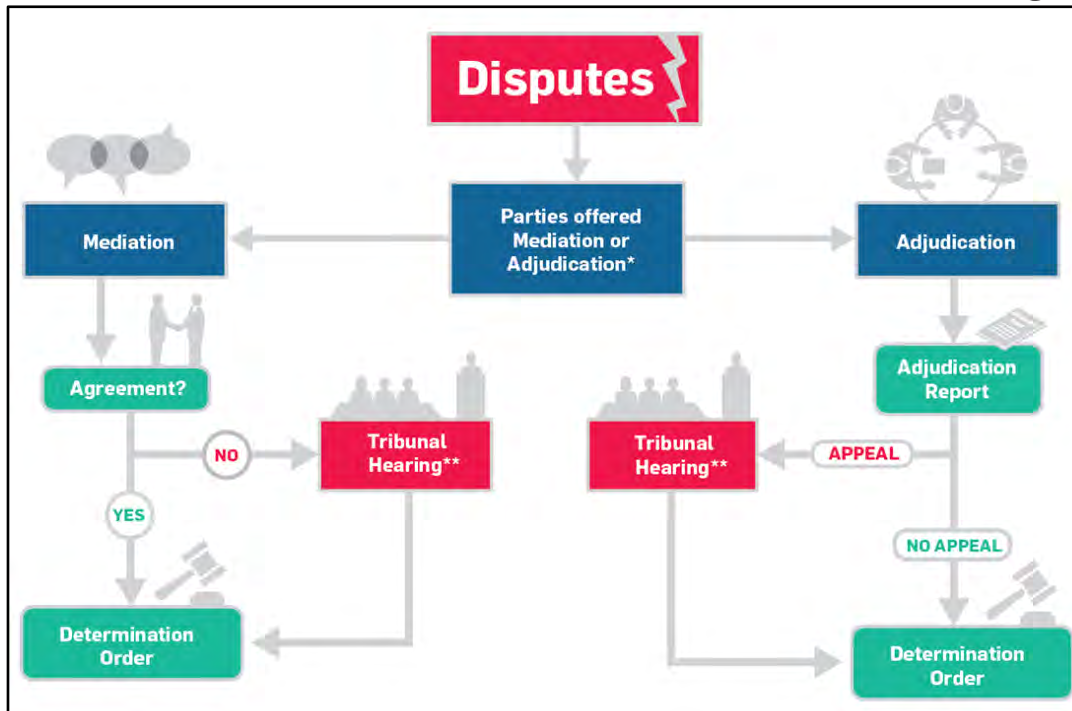 Disputes
Parties offered
Mediation or
Adjudication*
Mediation
Adjudication
Agreement?
Adjudication
Report
NO
Tribunal
Hearing**
Tribunal
Hearing**
APPEAL
YES
NO APPEAL
Determination
Order
Determination
Order